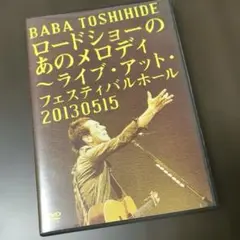 BABA TOSHIHIDE
ロードショーの
あのメロディ
～ライブ・アット・
フェスティバルホール
20130515
DVD